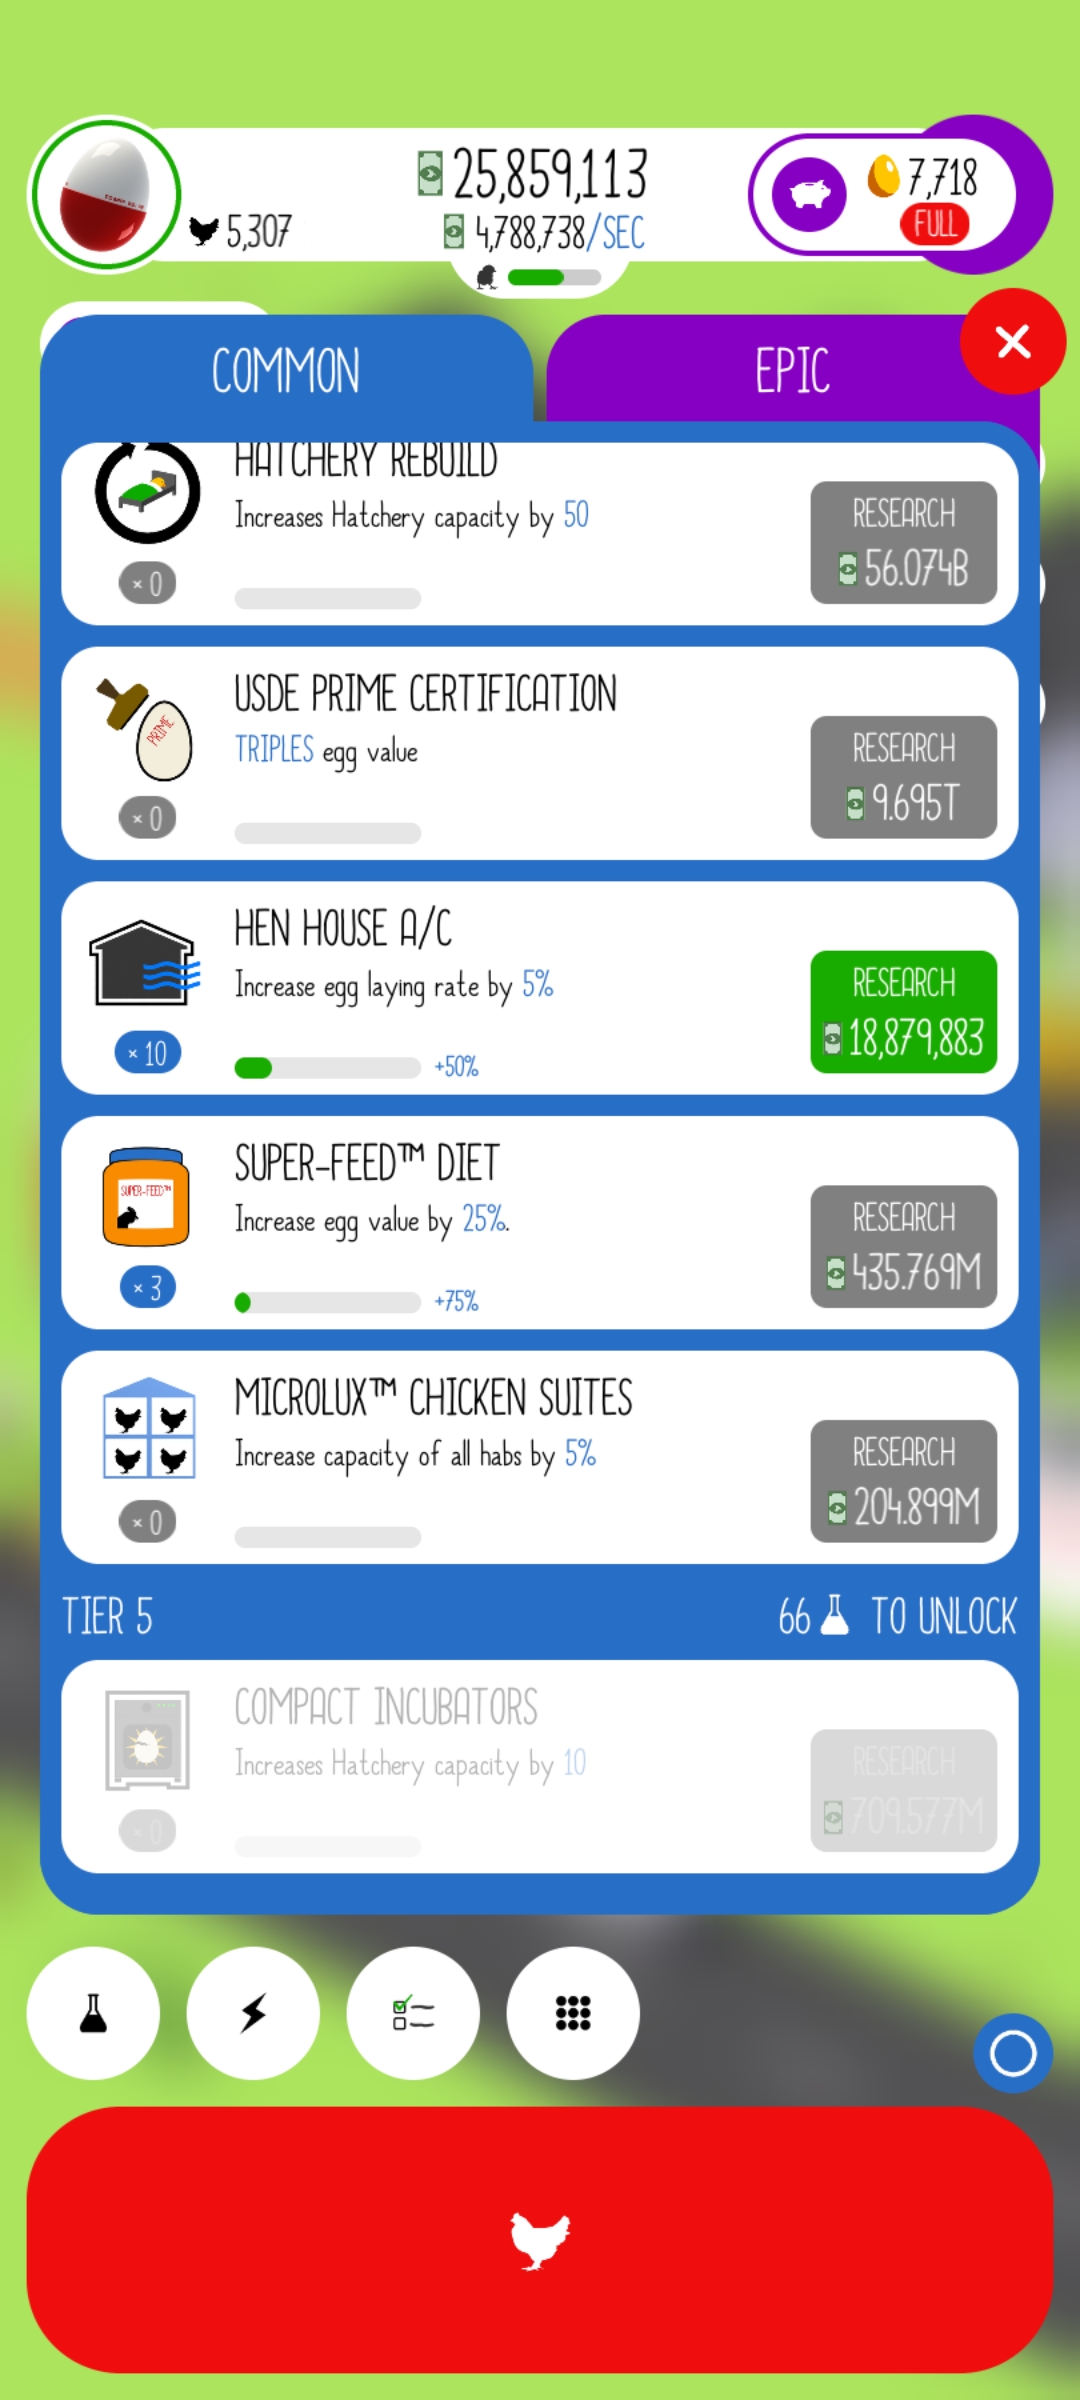 25,859,113
7,718
5,307
4,788,738/SEC
FULL
COMMON
EPIC
HATCHERY REBUILD
Increases Hatchery capacity by 50
× 0
RESEARCH
56.074B
USDE PRIME CERTIFICATION
TRIPLES egg value
PRIME
× 0
RESEARCH
9.695T
HEN HOUSE A/C
Increase egg laying rate by 5%
× 10
+50%
RESEARCH
18,879,883
SUPER-FEED™ DIET
Increase egg value by 25%.
SUPER-FEED™
× 3
+75%
RESEARCH
435.769M
MICROLUX™ CHICKEN SUITES
Increase capacity of all habs by 5%
× 0
RESEARCH
204.899M
TIER 5
66 TO UNLOCK
COMPACT INCUBATORS
Increases Hatchery capacity by 10
× 0
RESEARCH
709.577M